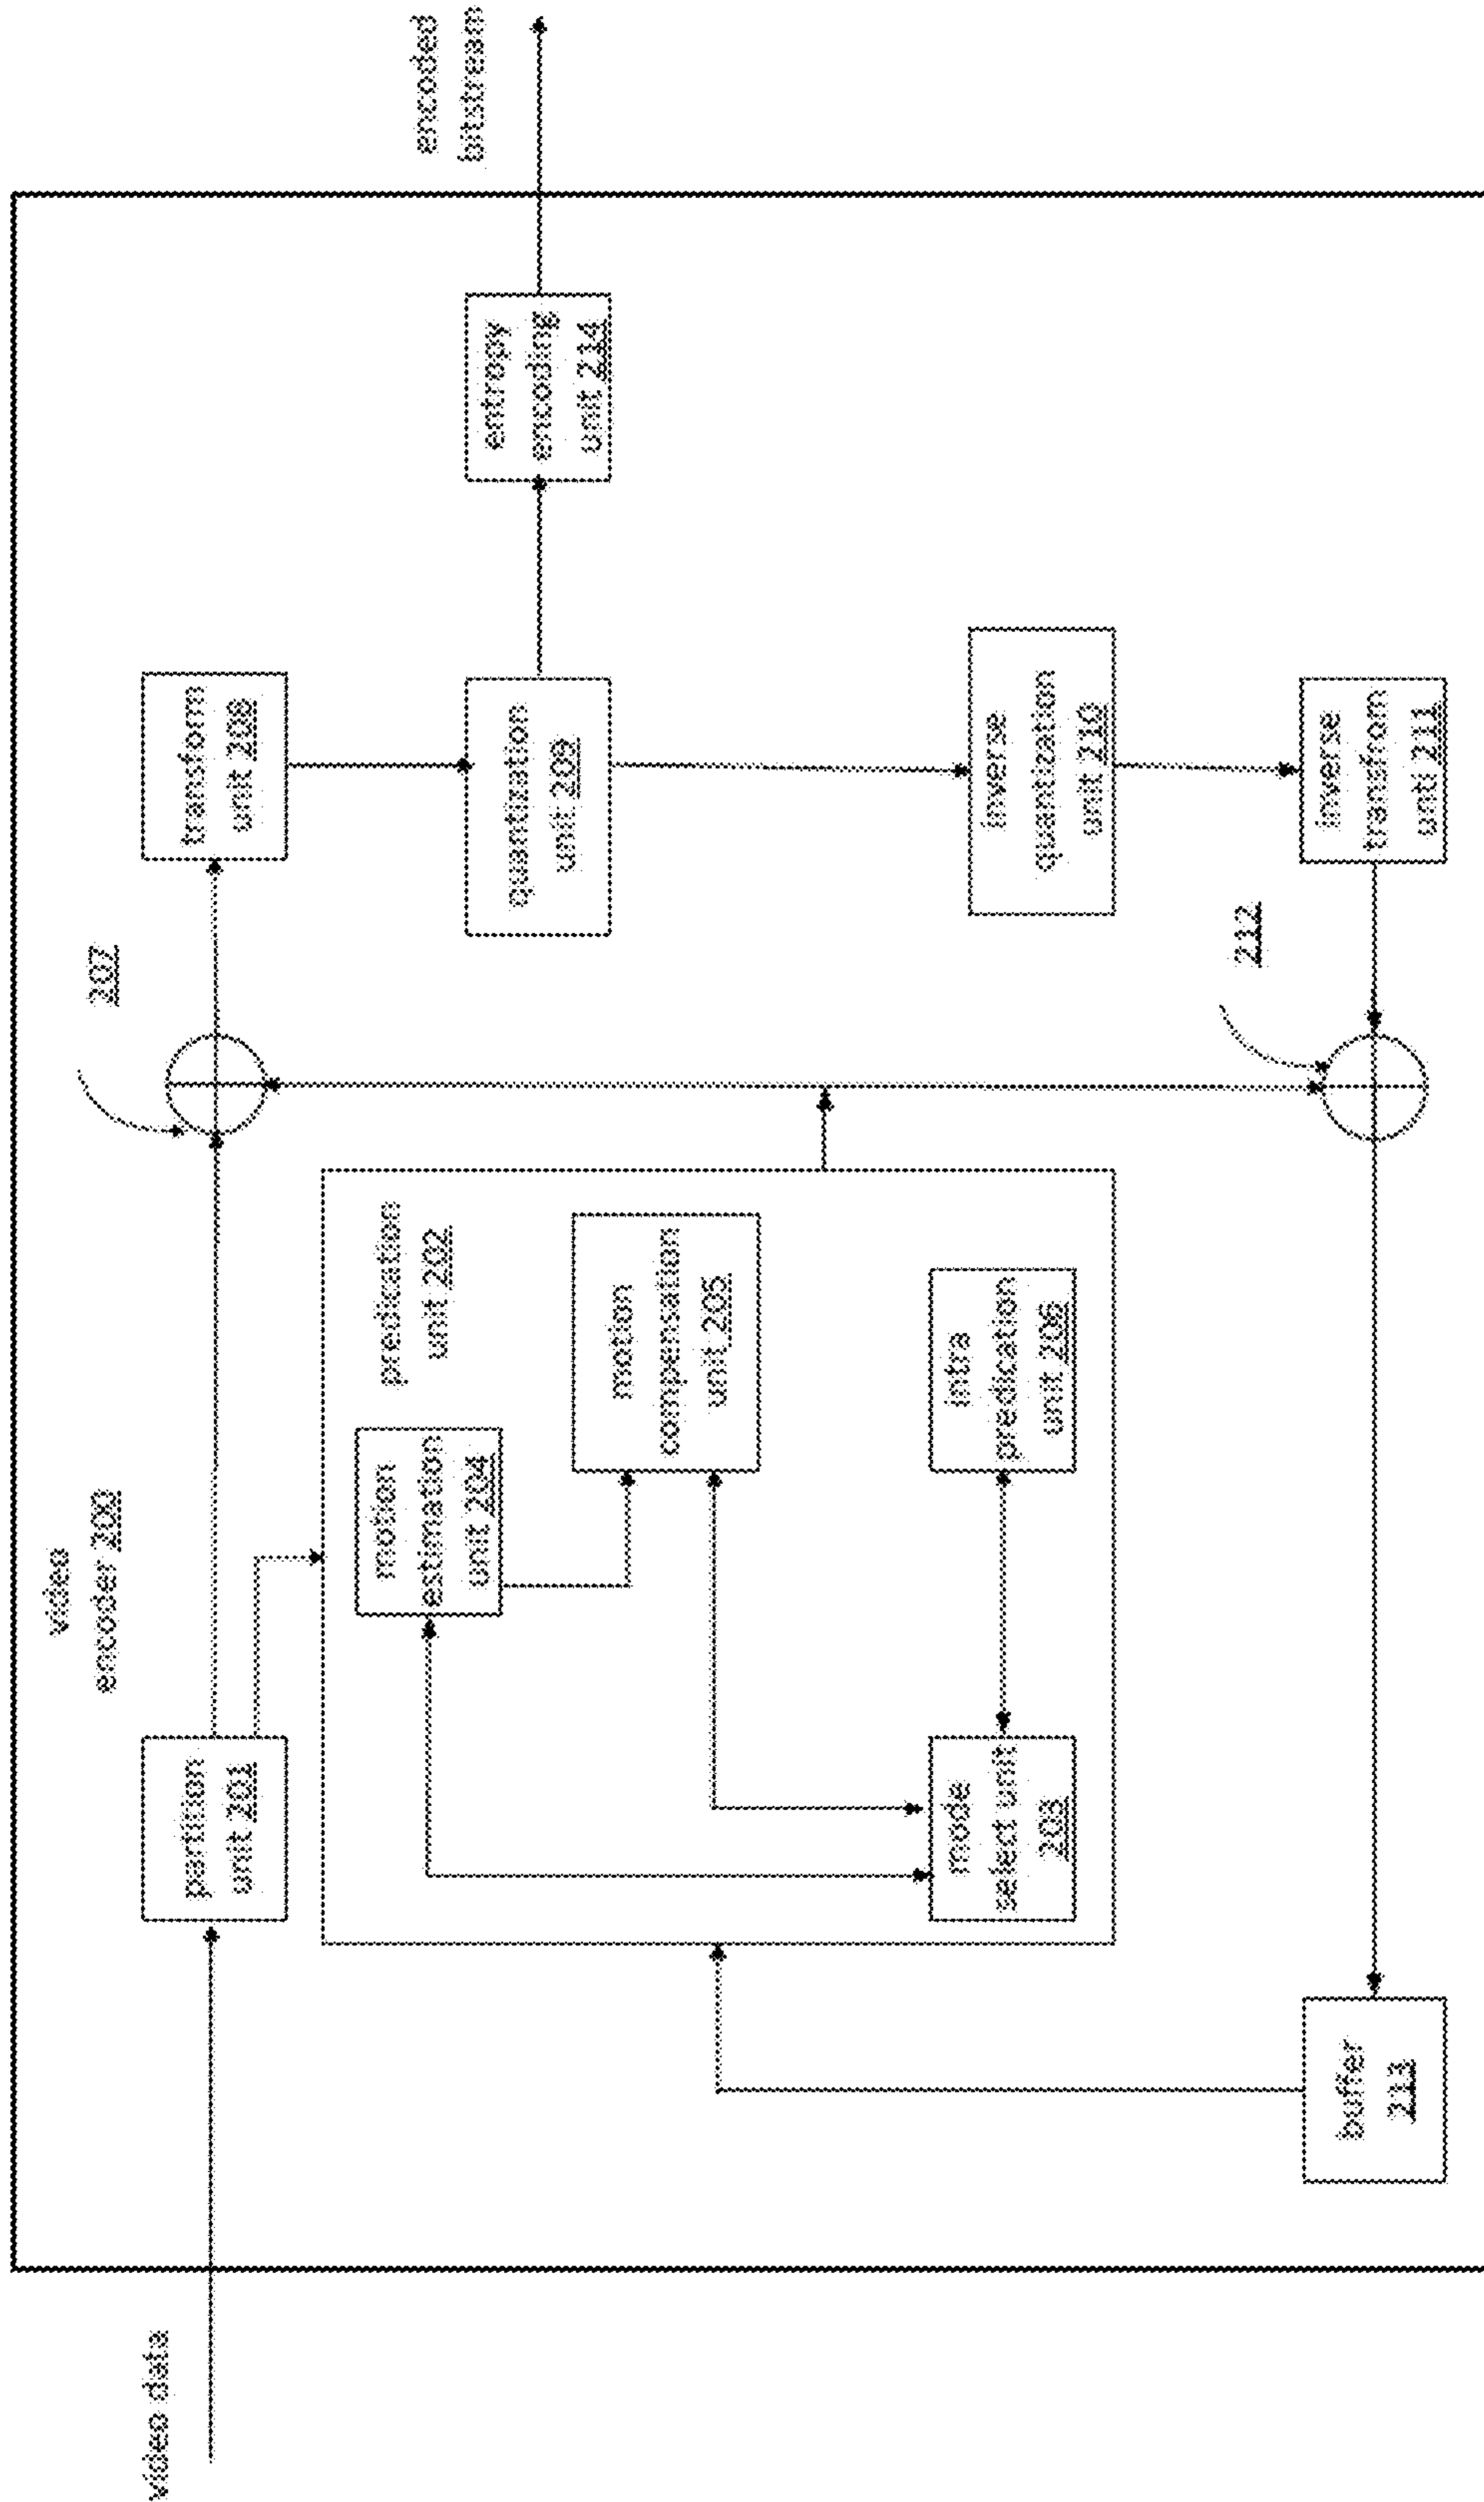 video
encoder 200
207
video data
partition
unit 201
transform
unit 208
encoded
bitstream
predication
unit 202
motion
estimation
unit 204
quantization
unit 209
entropy
encoding
unit 214
motion
compensation
unit 205
mode
select unit
203
intra
predication
unit 206
inverse
quantization
unit 210
212
buffer
213
inverse
transfrom
unti 211